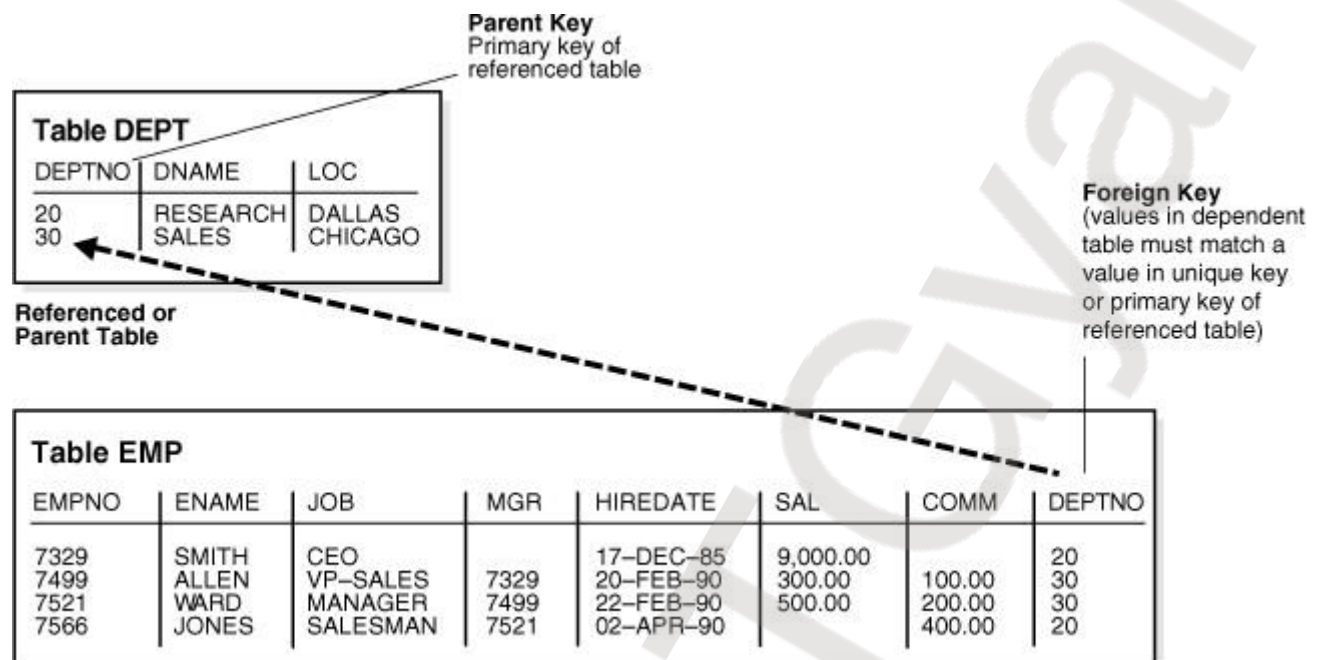 Parent Key
Primary key of
referenced table
Table DEPT
DEPTNO DNAME LOC
20 RESEARCH DALLAS
30 SALES CHICAGO
Referenced or
Parent Table
Foreign Key
(values in dependent
table must match a
value in unique key
or primary key of
referenced table)
Table EMP
EMPNO ENAME JOB MGR HIREDATE SAL COMM DEPTNO
7329 SMITH CEO 17–DEC–85 9,000.00 20
7499 ALLEN VP–SALES 7329 20–FEB–90 300.00 100.00 30
7521 WARD MANAGER 7499 22–FEB–90 500.00 200.00 30
7566 JONES SALESMAN 7521 02–APR–90 400.00 20